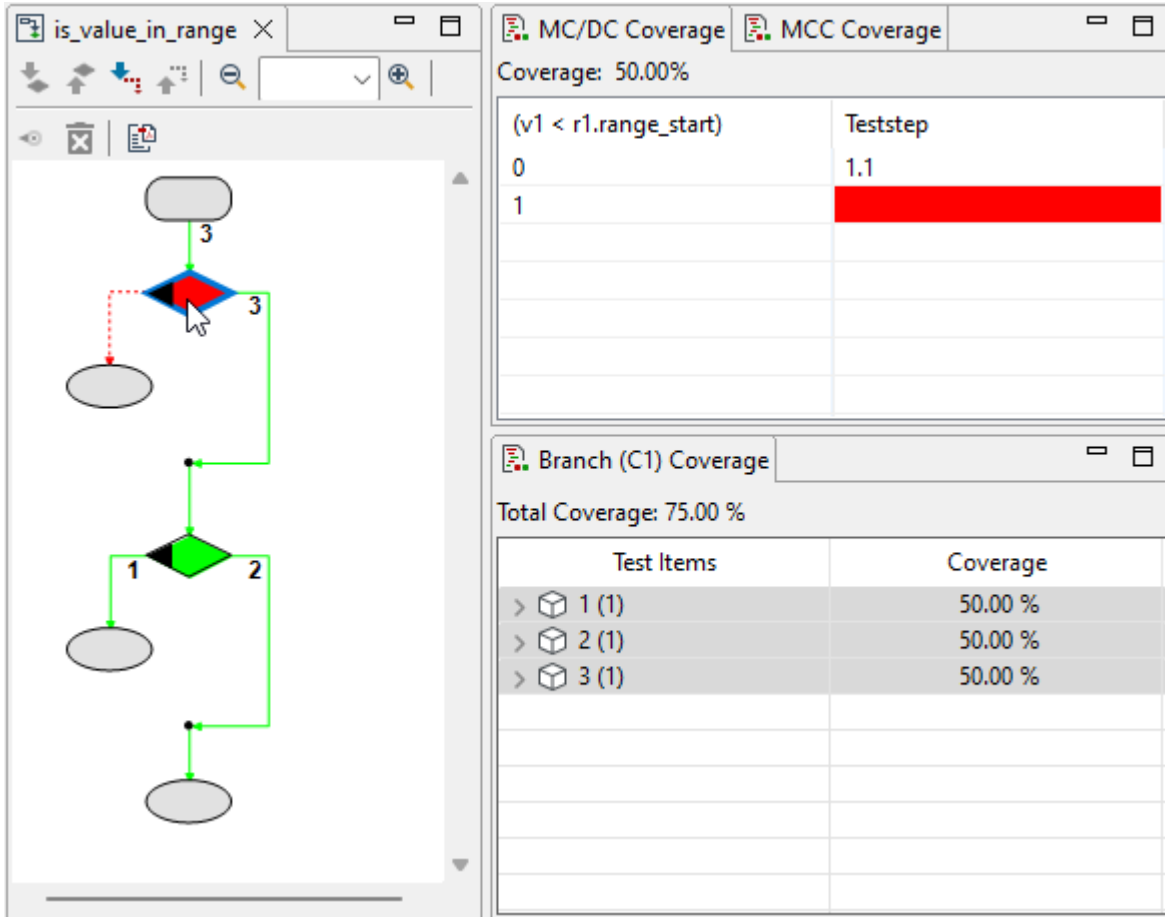 is_value_in_range
3
3
1
2
MC/DC Coverage
MCC Coverage
Coverage: 50.00%
(v1 < r1.range_start) Teststep
0 1.1
1
Branch (C1) Coverage
Total Coverage: 75.00 %
Test Items Coverage
1 (1) 50.00 %
2 (1) 50.00 %
3 (1) 50.00 %